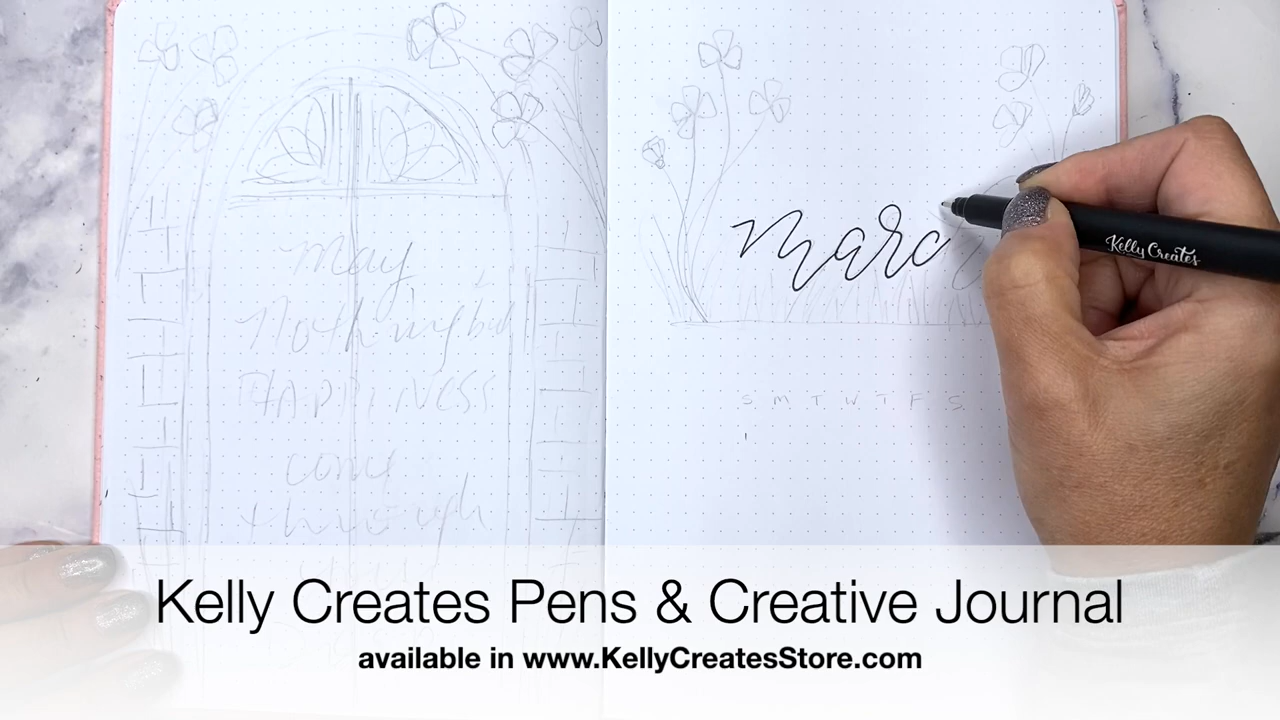 may
Nothing but
HAPPINESS
come
through
Marc
S M T W T F S
Kelly Creates
Kelly Creates Pens & Creative Journal
available in www.KellyCreatesStore.com